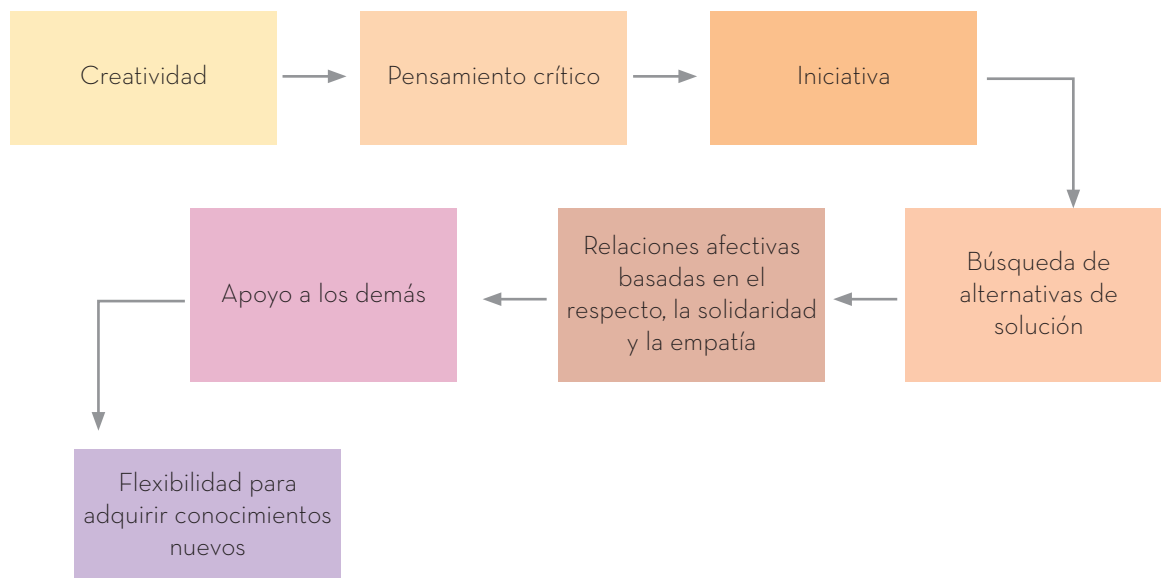 Creatividad
Pensamiento crítico
Iniciativa
Búsqueda de
alternativas de
solución
Relaciones afectivas
basadas en el
respecto, la solidaridad
y la empatía
Apoyo a los demás
Flexibilidad para
adquirir conocimientos
nuevos